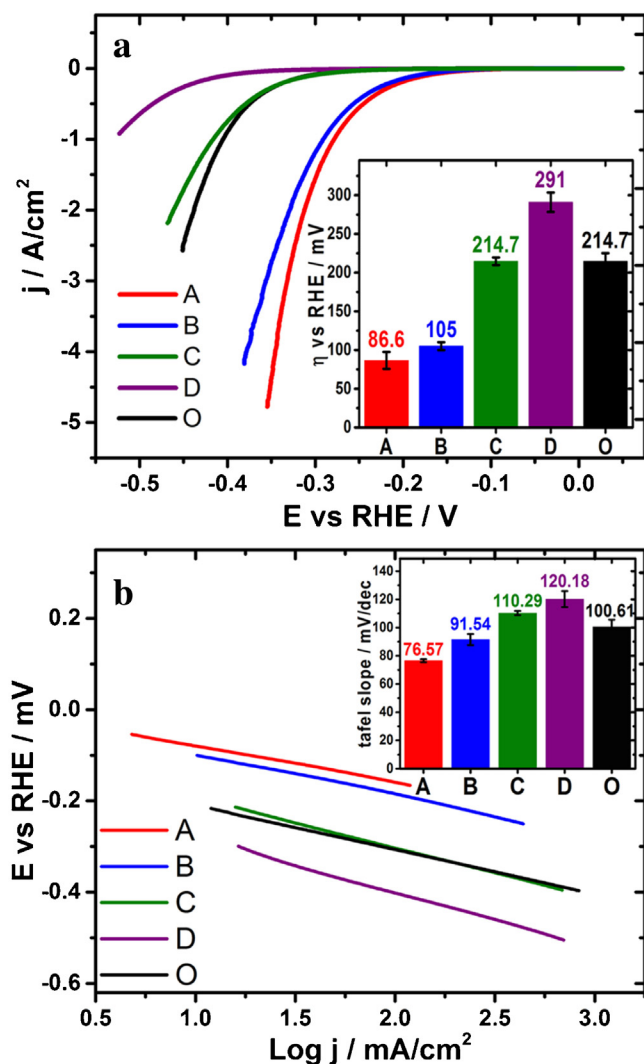 a
j / A/cm²
0
-1
-2
-3
-4
-5
A
B
C
D
O
η vs RHE / mV
300
250
200
150
100
50
0
86.6
105
214.7
291
214.7
A B C D O
-0.5 -0.4 -0.3 -0.2 -0.1 0.0
E vs RHE / V
b
E vs RHE / mV
0.2
0.0
-0.2
-0.4
-0.6
A
B
C
D
O
tafel slope / mV/dec
140
120
100
80
60
40
20
0
76.57
91.54
110.29
120.18
100.61
A B C D O
0.5 1.0 1.5 2.0 2.5 3.0
Log j / mA/cm²